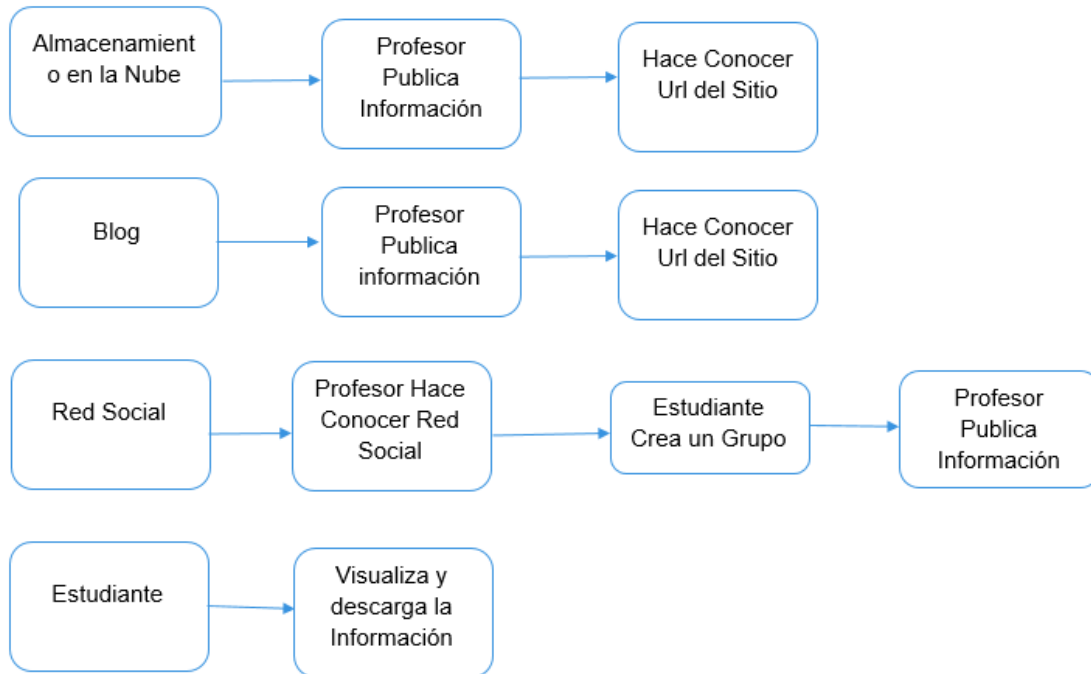 Almacenamient
o en la Nube
Profesor
Publica
Información
Hace Conocer
Url del Sitio
Blog
Profesor
Publica
información
Hace Conocer
Url del Sitio
Red Social
Profesor Hace
Conocer Red
Social
Estudiante
Crea un Grupo
Profesor
Publica
Información
Estudiante
Visualiza y
descarga la
Información